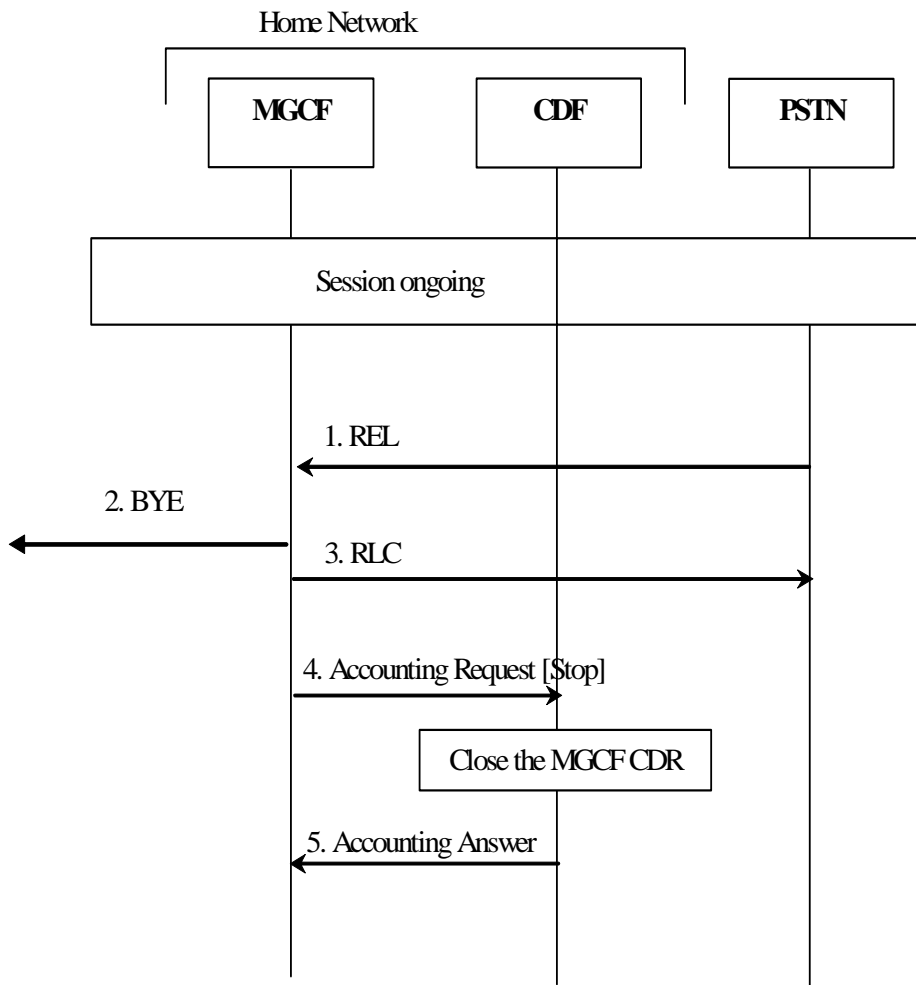 Home Network
MGCF
CDF
PSTN
Session ongoing
1. REL
2. BYE
3. RLC
4. Accounting Request [Stop]
Close the MGCF CDR
5. Accounting Answer